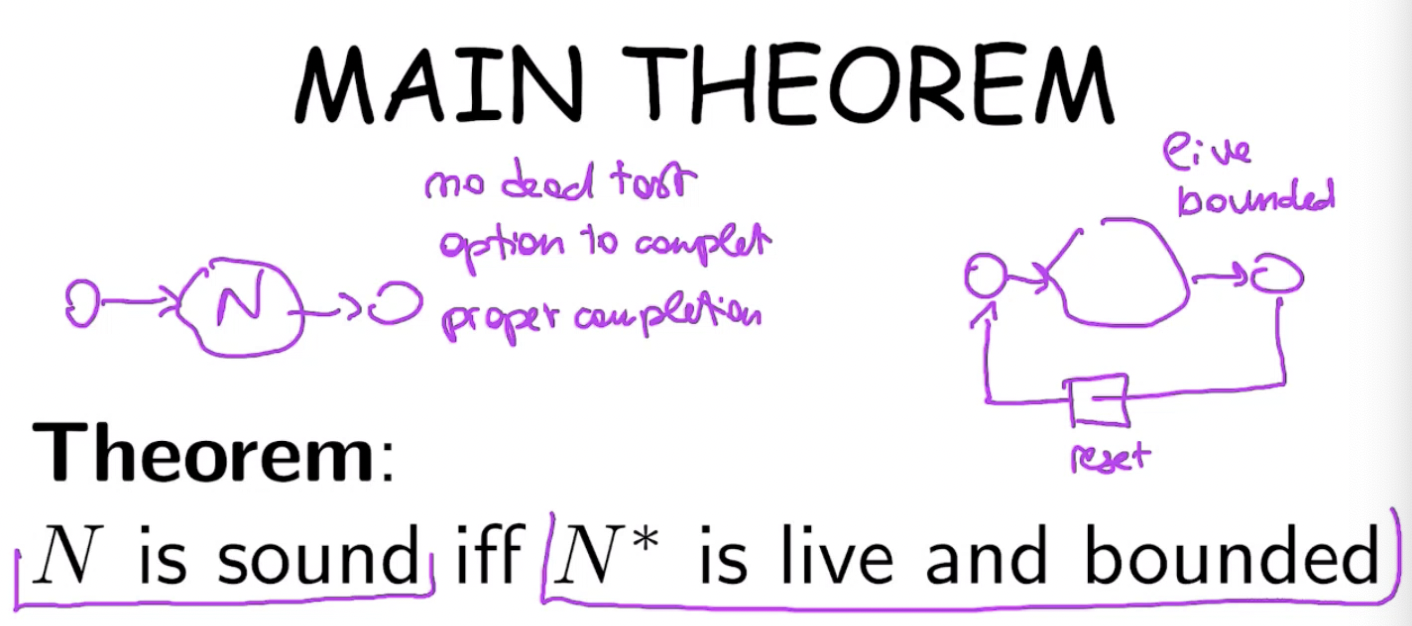 MAIN THEOREM
live
bounded
no dead task
option to complet
N
proper completion
reset
Theorem:
N is sound iff N* is live and bounded